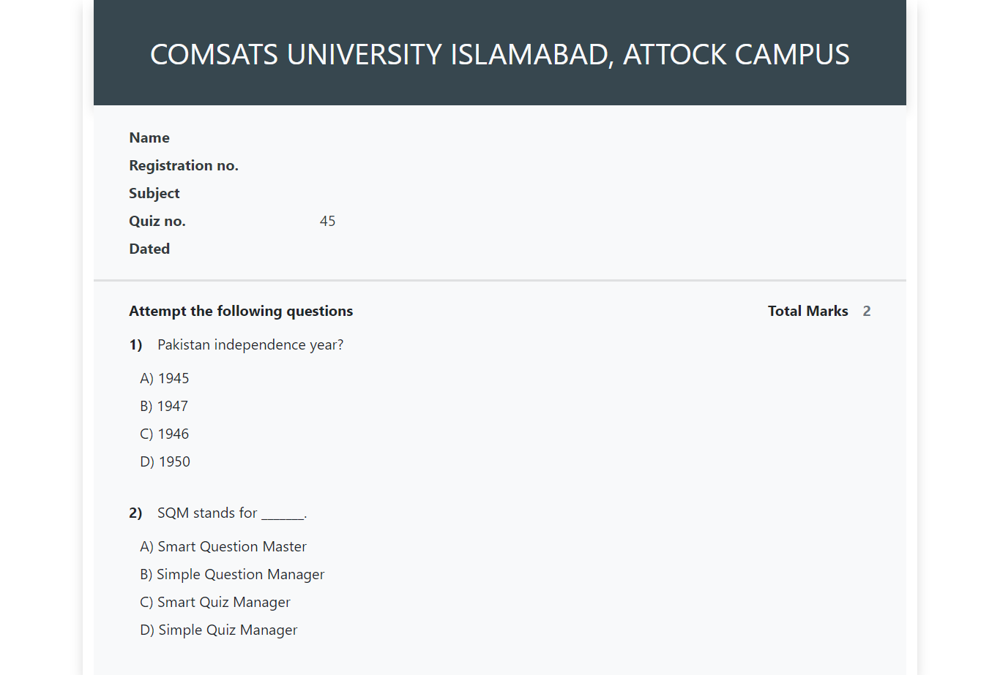 COMSATS UNIVERSITY ISLAMABAD, ATTOCK CAMPUS
Name
Registration no.
Subject
Quiz no. 45
Dated
Attempt the following questions Total Marks 2
1) Pakistan independence year?
A) 1945
B) 1947
C) 1946
D) 1950
2) SQM stands for ______.
A) Smart Question Master
B) Simple Question Manager
C) Smart Quiz Manager
D) Simple Quiz Manager